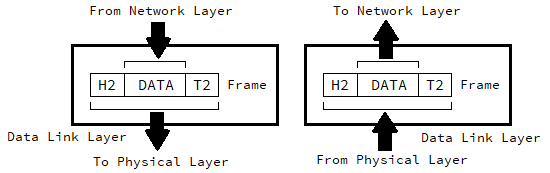 From Network Layer
H2 DATA T2 Frame
Data Link Layer
To Physical Layer
To Network Layer
H2 DATA T2 Frame
Data Link Layer
From Physical Layer